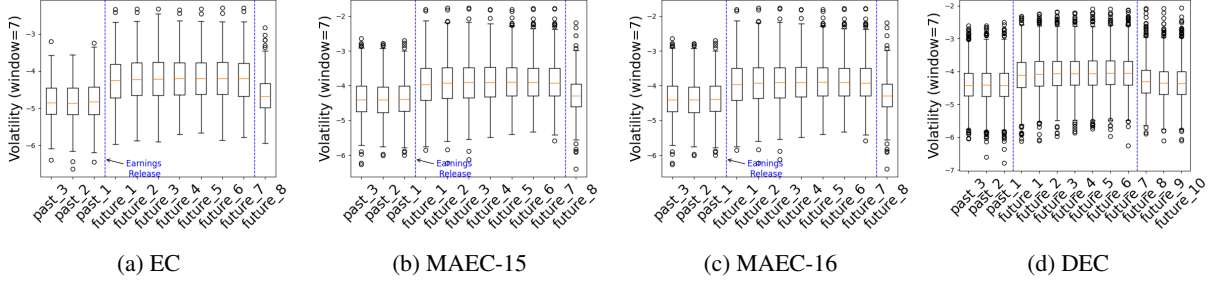 Volatility (window=7)
−3
−4
−5
−6
Earnings
Release
past_3
past_2
past_1
future_1
future_2
future_3
future_4
future_5
future_6
future_7
future_8
(a) EC
Volatility (window=7)
−2
−3
−4
−5
−6
Earnings
Release
past_3
past_2
past_1
future_1
future_2
future_3
future_4
future_5
future_6
future_7
future_8
(b) MAEC-15
Volatility (window=7)
−2
−3
−4
−5
−6
Earnings
Release
past_3
past_2
past_1
future_1
future_2
future_3
future_4
future_5
future_6
future_7
future_8
(c) MAEC-16
Volatility (window=7)
−2
−3
−4
−5
−6
−7
past_3
past_2
past_1
future_1
future_2
future_3
future_4
future_5
future_6
future_7
future_8
future_9
future_10
(d) DEC